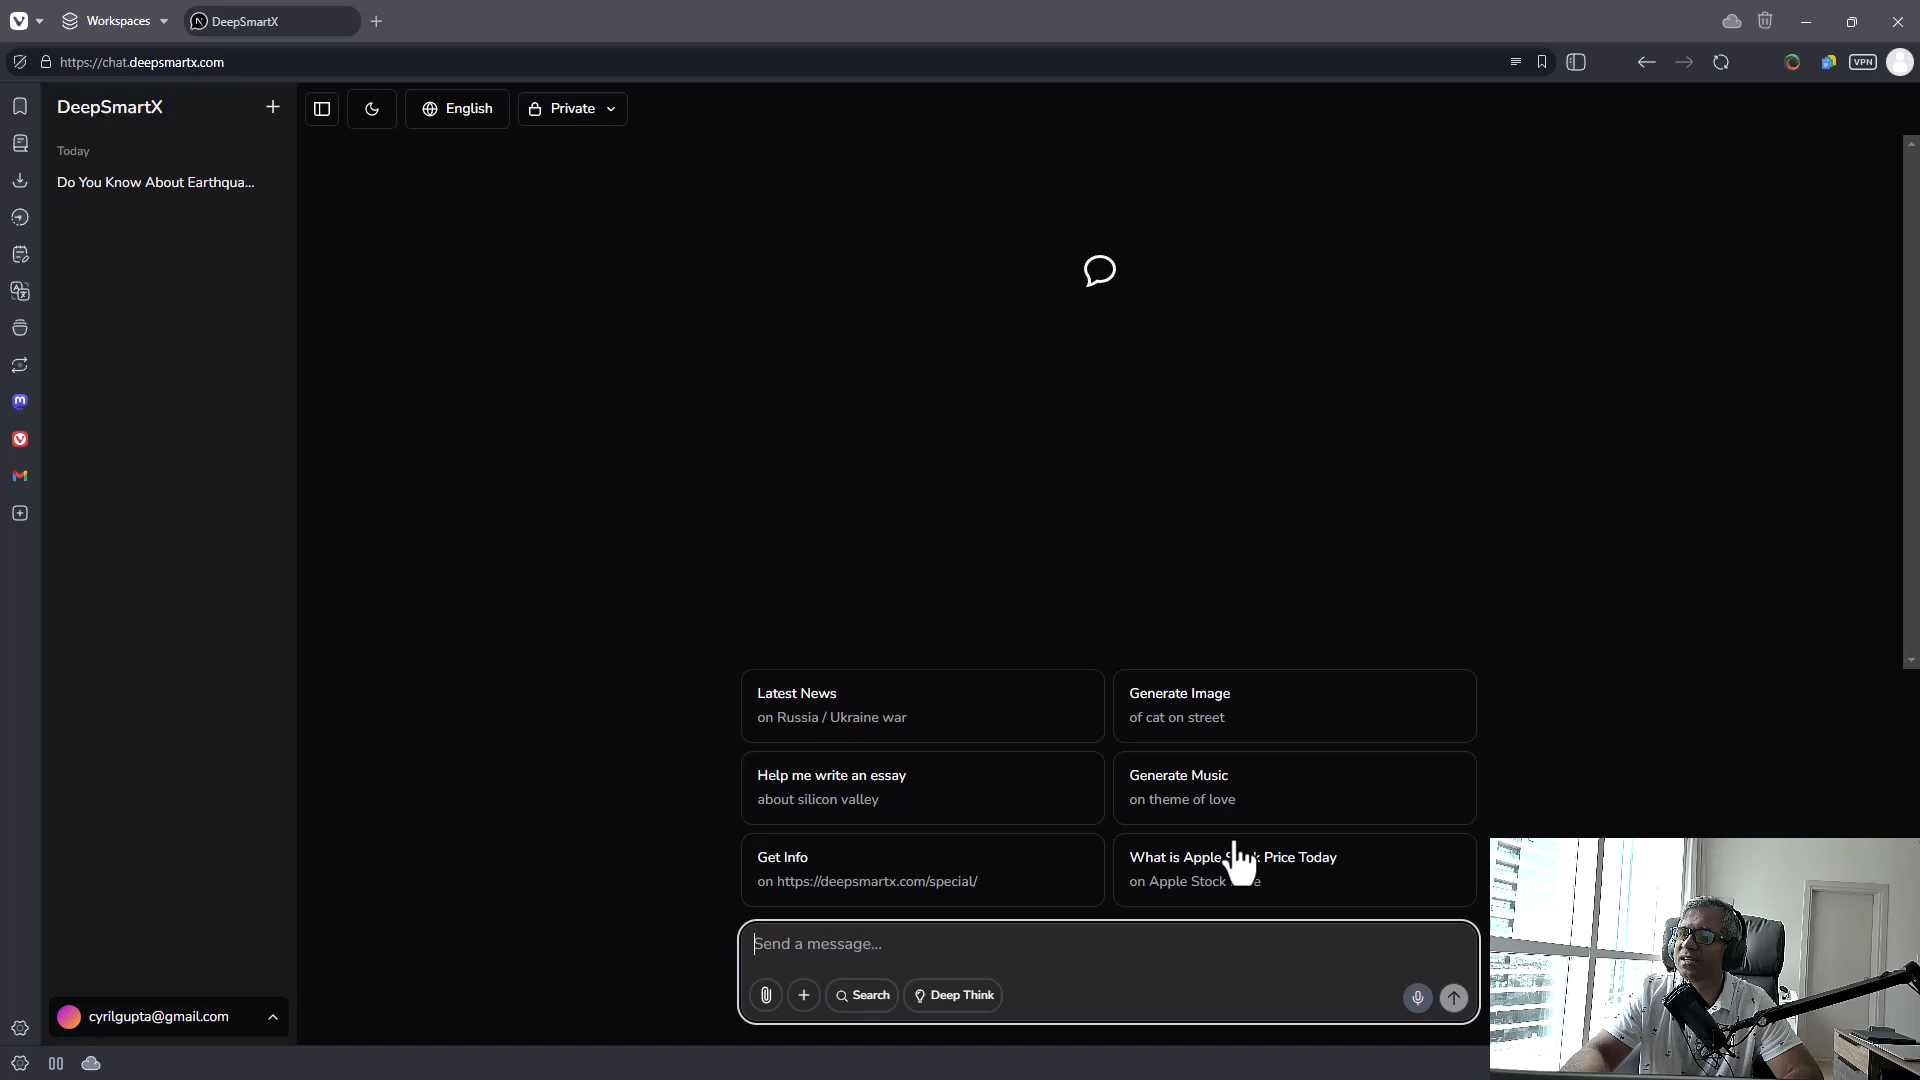 Workspaces
DeepSmartX
https://chat.deepsmartx.com
VPN
DeepSmartX
English
Private
Today
Do You Know About Earthqua...
Latest News
on Russia / Ukraine war
Generate Image
of cat on street
Help me write an essay
about silicon valley
Generate Music
on theme of love
Get Info
on https://deepsmartx.com/special/
What is Apple Price Today
on Apple Stock
Send a message...
Search
Deep Think
cyrilgupta@gmail.com